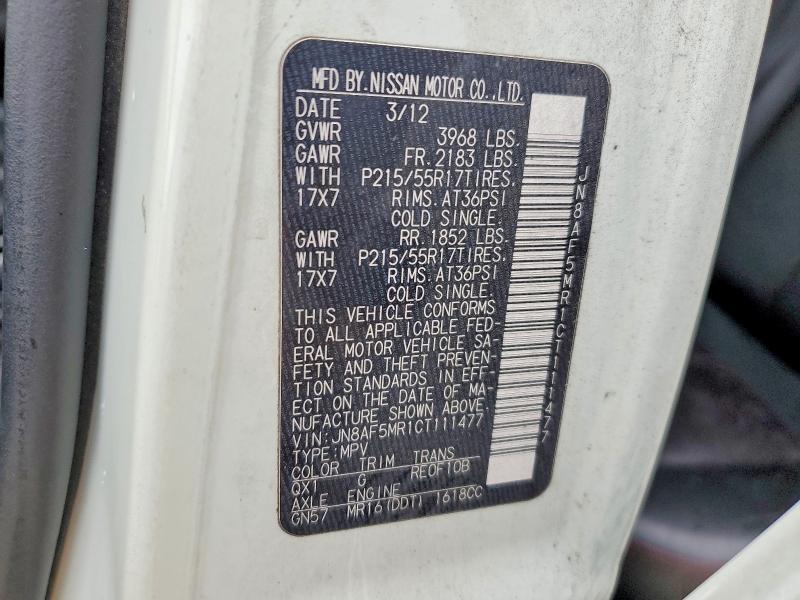 MFD BY.NISSAN MOTOR CO.,LTD.
DATE 3/12
GVWR 3968 LBS.
GAWR FR.2183 LBS.
WITH P215/55R17TIRES.
17X7 RIMS.AT36PSI
COLD SINGLE.
GAWR RR.1852 LBS.
WITH P215/55R17TIRES.
17X7 RIMS.AT36PSI
COLD SINGLE.
THIS VEHICLE CONFORMS
TO ALL APPLICABLE FED-
ERAL MOTOR VEHICLE SA-
FETY AND THEFT PREVEN-
TION STANDARDS IN EFF-
ECT ON THE DATE OF MA-
NUFACTURE SHOWN ABOVE.
VIN:JN8AF5MR1CT111477
TYPE:MPV
COLOR TRIM TRANS
QX1 G RE0F10B
AXLE ENGINE
GN57 MR16(DDT) 1618CC
JN8AF5MR1CT111477